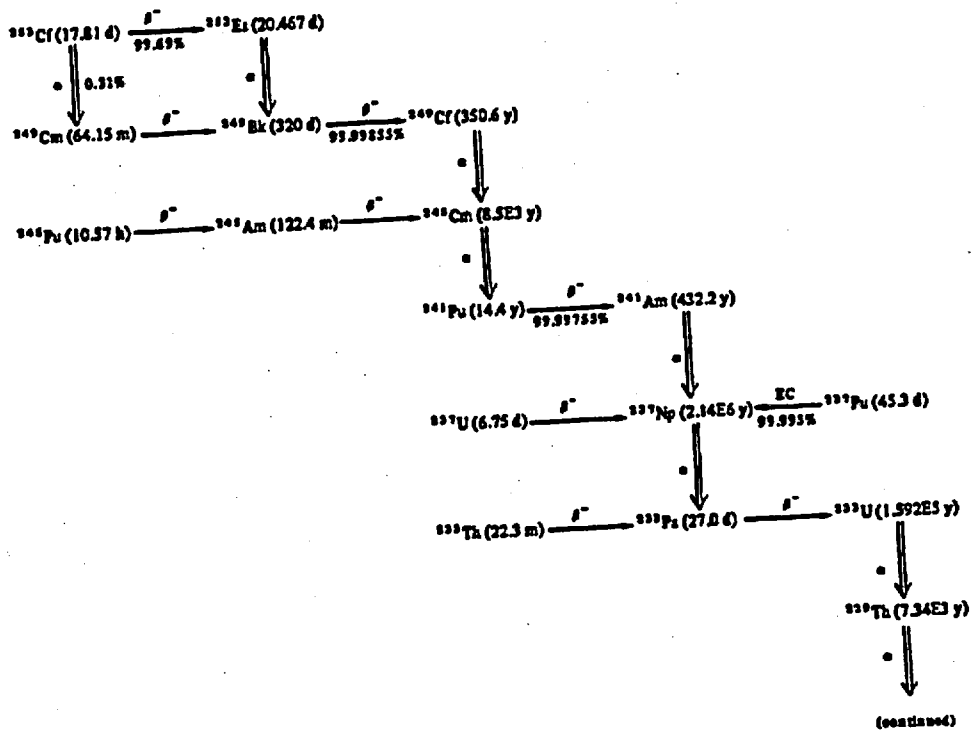 β⁻
²⁵³Cf (17.81 d) ²⁵³Es (20.467 d)
99.69%
α 0.31% α
β⁻ β⁻
²⁴⁹Cm (64.15 m) ²⁴⁹Bk (320 d) ²⁴⁹Cf (350.6 y)
99.99855%
α
β⁻ β⁻
²⁴⁵Pu (10.57 h) ²⁴⁵Am (122.4 m) ²⁴⁵Cm (8.5E3 y)
α
β⁻
²⁴¹Pu (14.4 y) ²⁴¹Am (432.2 y)
99.99755%
α
β⁻ EC
²³⁷U (6.75 d) ²³⁷Np (2.14E6 y) ²³⁷Pu (45.3 d)
99.995%
α
β⁻ β⁻
²³³Th (22.3 m) ²³³Pa (27.0 d) ²³³U (1.592E5 y)
α
²²⁹Th (7.34E3 y)
α
(continued)